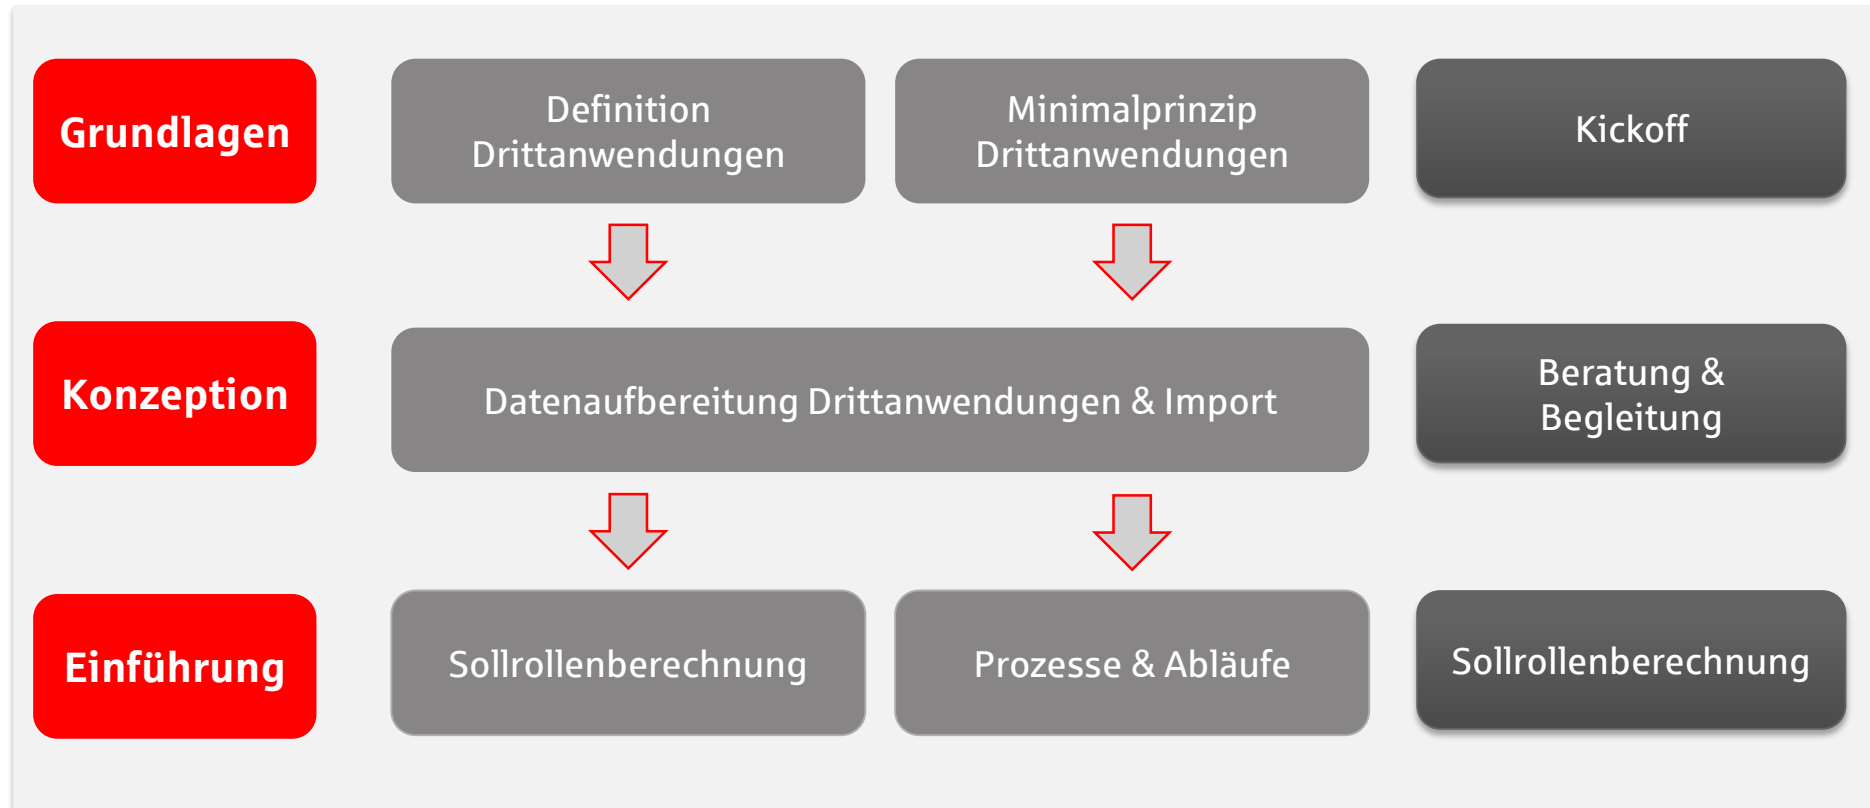 Grundlagen
Definition
Drittanwendungen
Minimalprinzip
Drittanwendungen
Kickoff
Konzeption
Datenaufbereitung Drittanwendungen & Import
Beratung &
Begleitung
Einführung
Sollrollenberechnung
Prozesse & Abläufe
Sollrollenberechnung